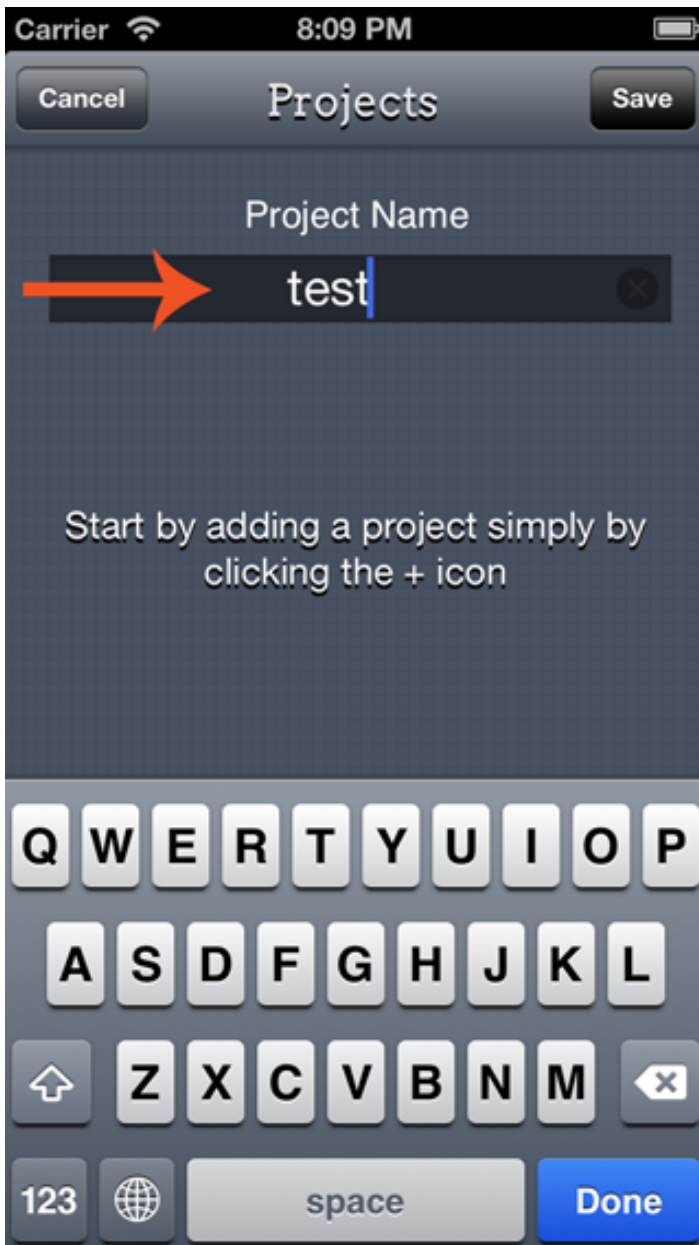 Carrier 8:09 PM
Cancel Projects Save
Project Name
test
Start by adding a project simply by
clicking the + icon
Q W E R T Y U I O P
A S D F G H J K L
Z X C V B N M
123 space Done